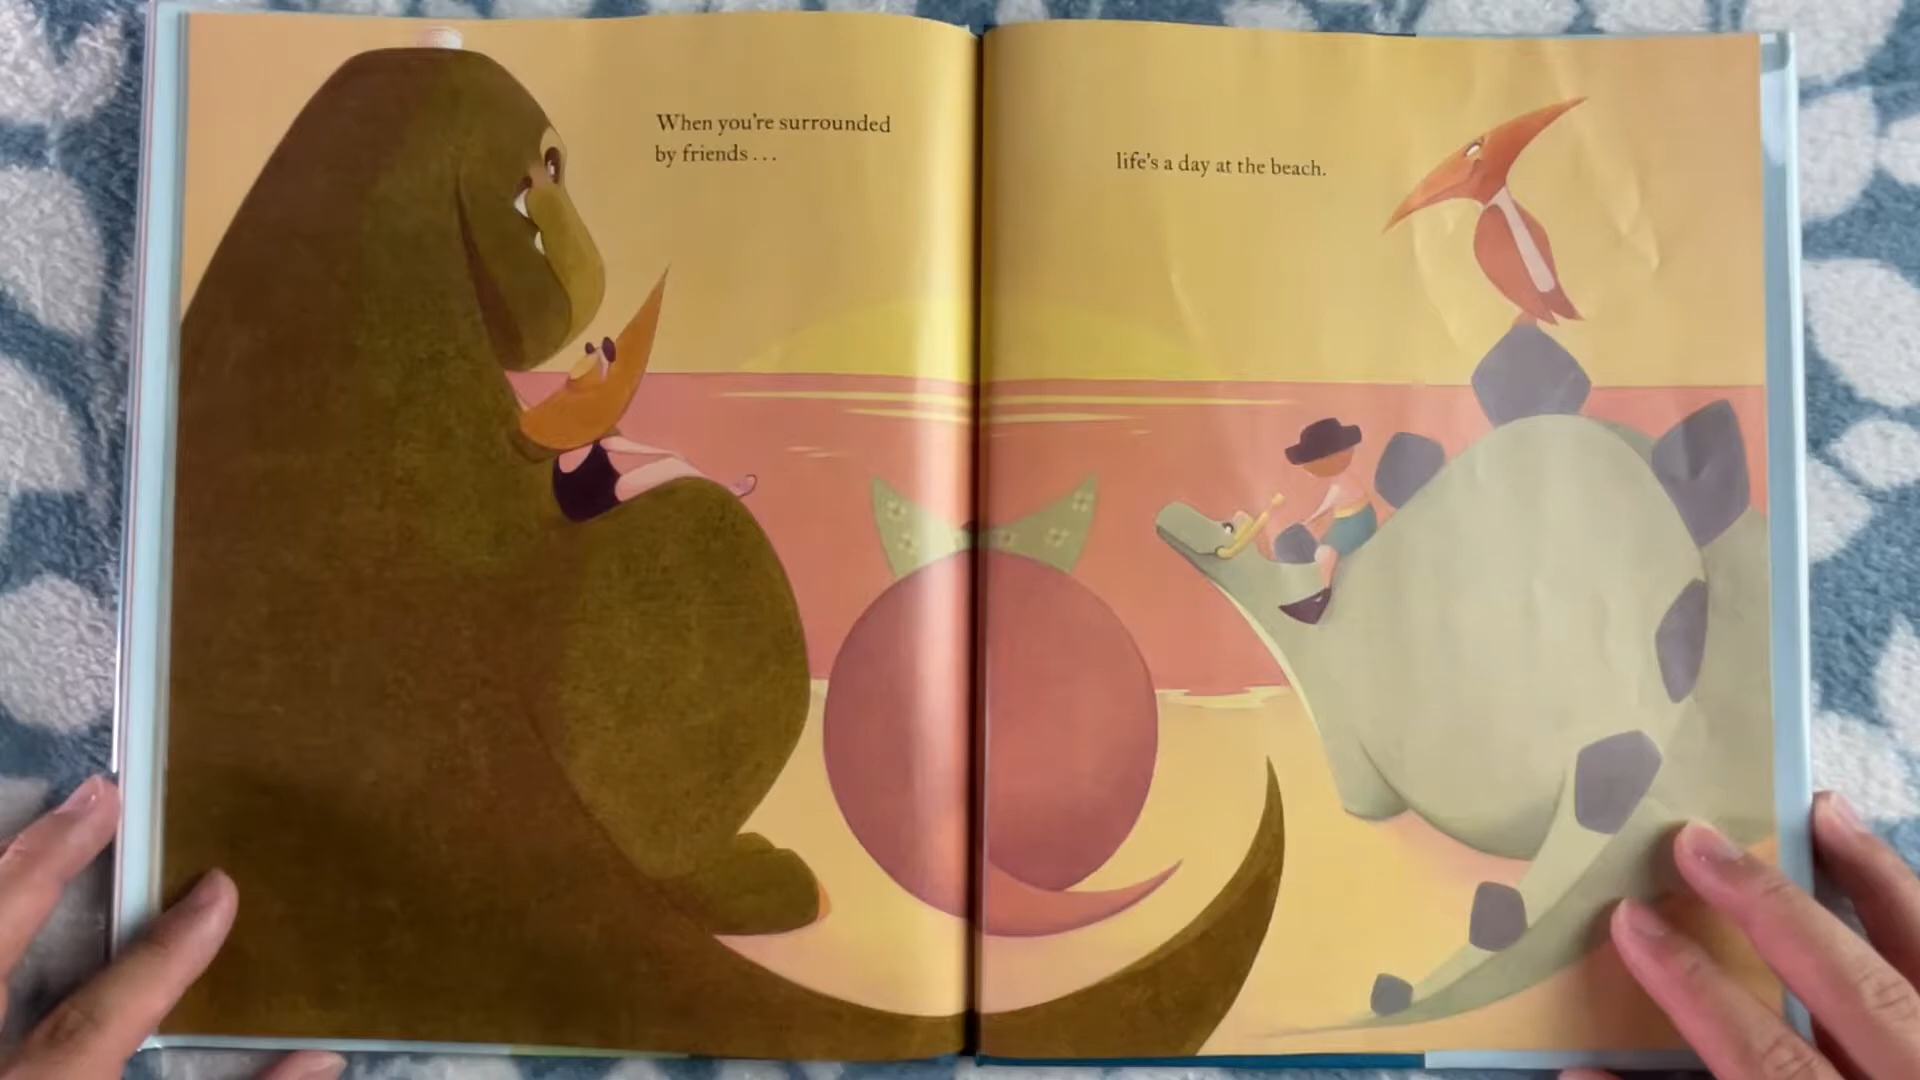 When you're surrounded
by friends . . .
life's a day at the beach.